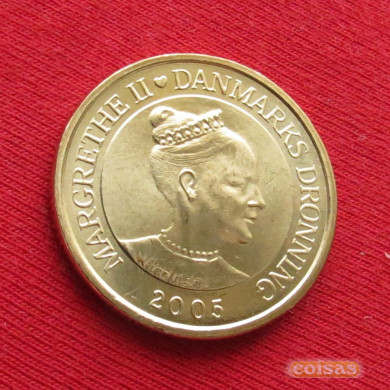 MARGRETHE II ♥ DANMARKS DRONNING
2005
coisas